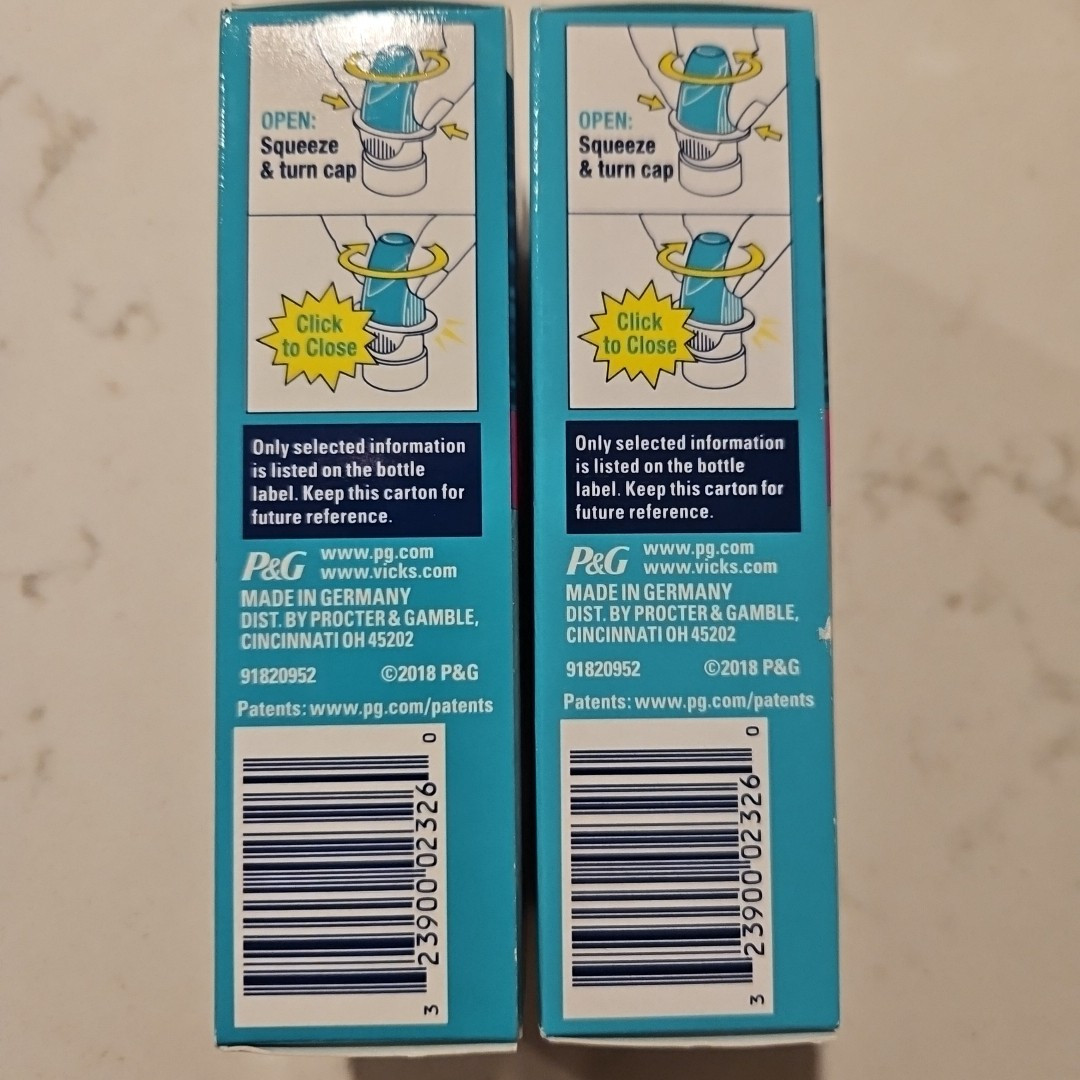 OPEN:
Squeeze
& turn cap
Click
to Close
Only selected information
is listed on the bottle
label. Keep this carton for
future reference.
P&G www.pg.com
www.vicks.com
MADE IN GERMANY
DIST. BY PROCTER & GAMBLE,
CINCINNATI OH 45202
91820952 ©2018 P&G
Patents: www.pg.com/patents
3 23900 02326 0
OPEN:
Squeeze
& turn cap
Click
to Close
Only selected information
is listed on the bottle
label. Keep this carton for
future reference.
P&G www.pg.com
www.vicks.com
MADE IN GERMANY
DIST. BY PROCTER & GAMBLE,
CINCINNATI OH 45202
91820952 ©2018 P&G
Patents: www.pg.com/patents
3 23900 02326 0